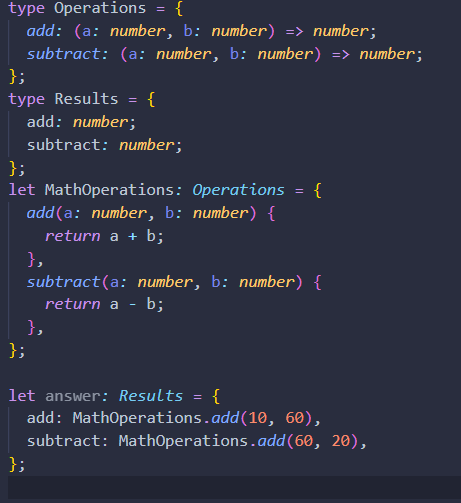 type Operations = {
  add: (a: number, b: number) => number;
  subtract: (a: number, b: number) => number;
};
type Results = {
  add: number;
  subtract: number;
};
let MathOperations: Operations = {
  add(a: number, b: number) {
    return a + b;
  },
  subtract(a: number, b: number) {
    return a - b;
  },
};

let answer: Results = {
  add: MathOperations.add(10, 60),
  subtract: MathOperations.add(60, 20),
};